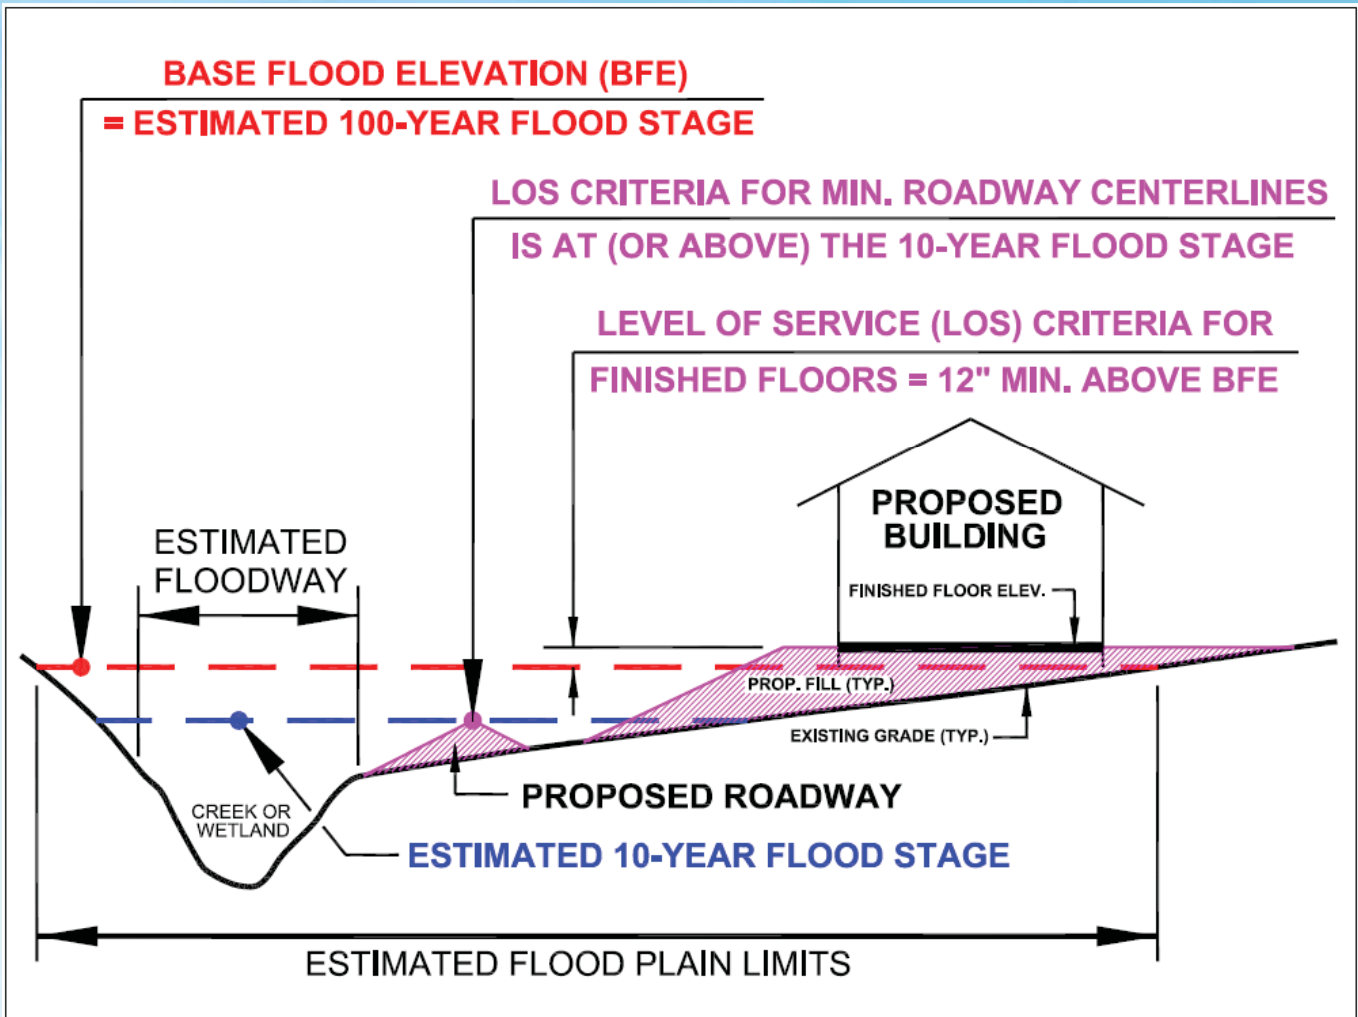 BASE FLOOD ELEVATION (BFE)
= ESTIMATED 100-YEAR FLOOD STAGE
LOS CRITERIA FOR MIN. ROADWAY CENTERLINES
IS AT (OR ABOVE) THE 10-YEAR FLOOD STAGE
LEVEL OF SERVICE (LOS) CRITERIA FOR
FINISHED FLOORS = 12" MIN. ABOVE BFE
PROPOSED
BUILDING
ESTIMATED
FLOODWAY
FINISHED FLOOR ELEV.
PROP. FILL (TYP.)
EXISTING GRADE (TYP.)
PROPOSED ROADWAY
CREEK OR
WETLAND
ESTIMATED 10-YEAR FLOOD STAGE
ESTIMATED FLOOD PLAIN LIMITS